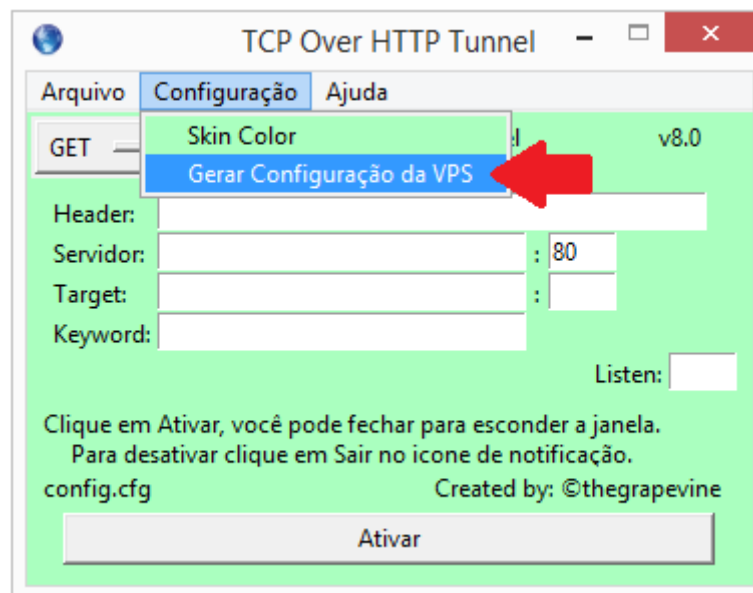 TCP Over HTTP Tunnel
Arquivo Configuração Ajuda
Skin Color
GET v8.0
Gerar Configuração da VPS
Header:
Servidor: : 80
Target: :
Keyword:
Listen:
Clique em Ativar, você pode fechar para esconder a janela.
Para desativar clique em Sair no icone de notificação.
config.cfg Created by: ©thegrapevine
Ativar